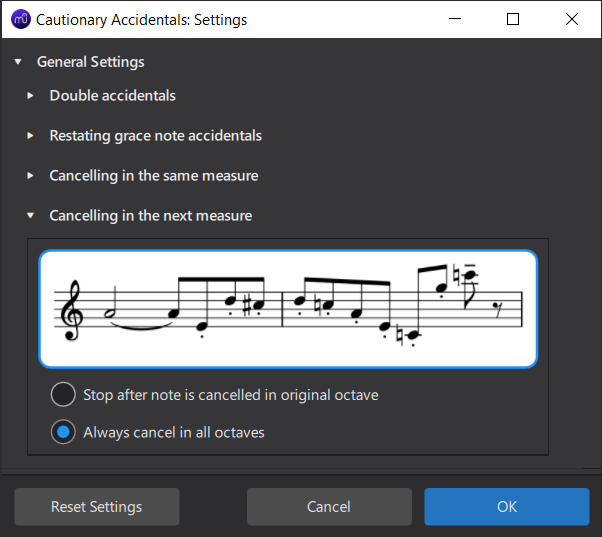 Cautionary Accidentals: Settings
General Settings
Double accidentals
Restating grace note accidentals
Cancelling in the same measure
Cancelling in the next measure
Stop after note is cancelled in original octave
Always cancel in all octaves
Reset Settings
Cancel
OK